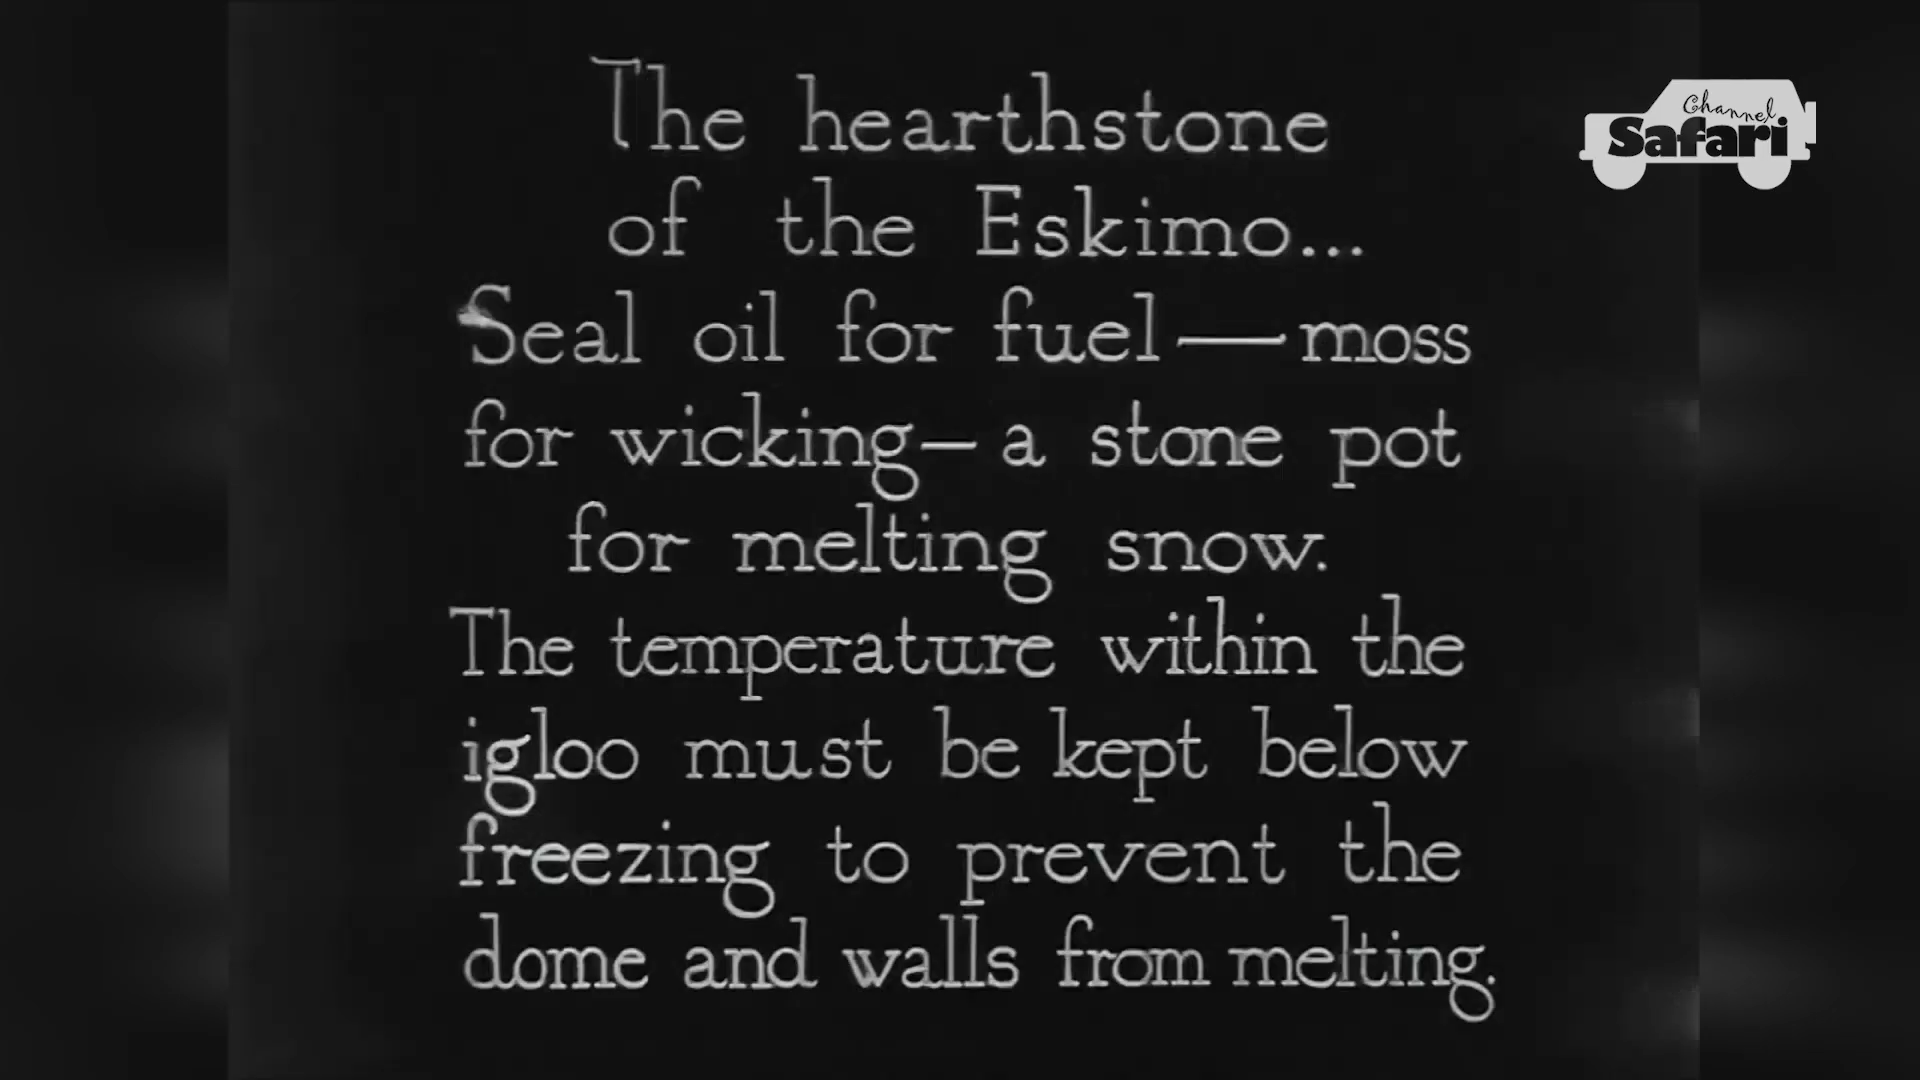 The hearthstone
of the Eskimo...
Seal oil for fuel — moss
for wicking — a stone pot
for melting snow.
The temperature within the
igloo must be kept below
freezing to prevent the
dome and walls from melting.
Channel
Safari